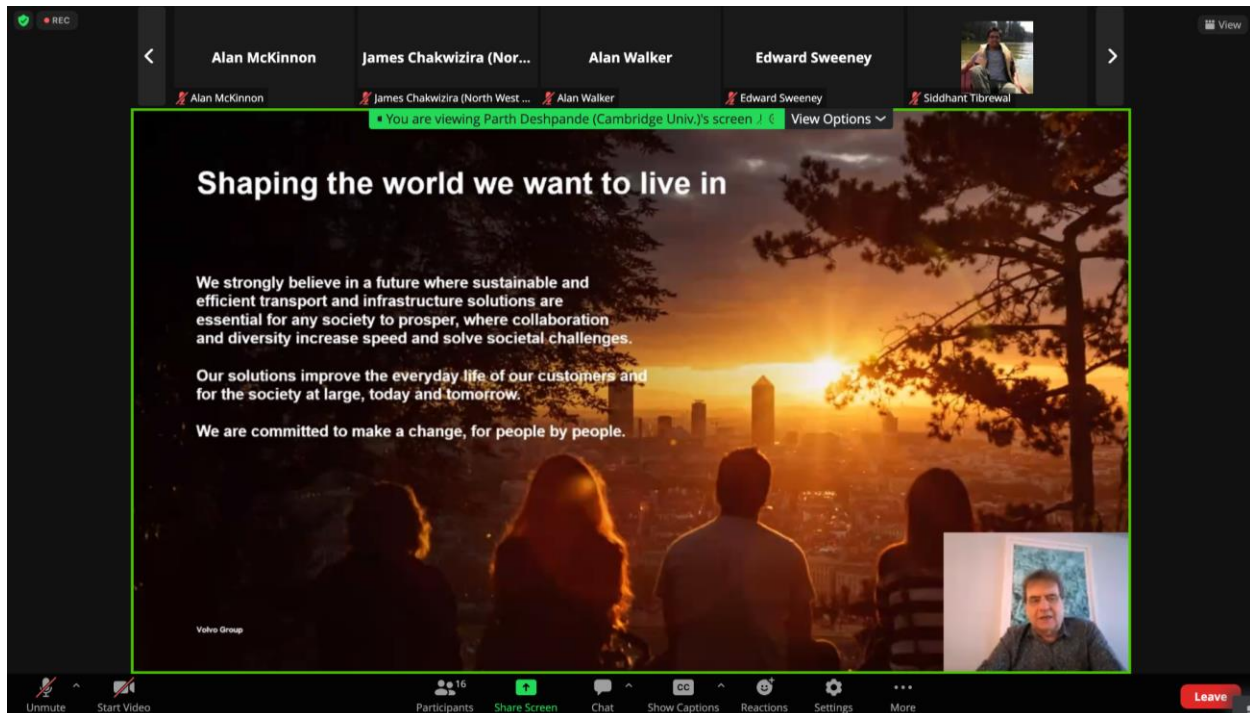 REC
View
Alan McKinnon
James Chakwizira (Nor...
Alan Walker
Edward Sweeney
Alan McKinnon
James Chakwizira (North West ...
Alan Walker
Edward Sweeney
Siddhant Tibrewal
You are viewing Parth Deshpande (Cambridge Univ.)'s screen
View Options
Shaping the world we want to live in
We strongly believe in a future where sustainable and
efficient transport and infrastructure solutions are
essential for any society to prosper, where collaboration
and diversity increase speed and solve societal challenges.
Our solutions improve the everyday life of our customers and
for the society at large, today and tomorrow.
We are committed to make a change, for people by people.
Volvo Group
16
CC
Unmute
Start Video
Participants
Share Screen
Chat
Show Captions
Reactions
Settings
More
Leave